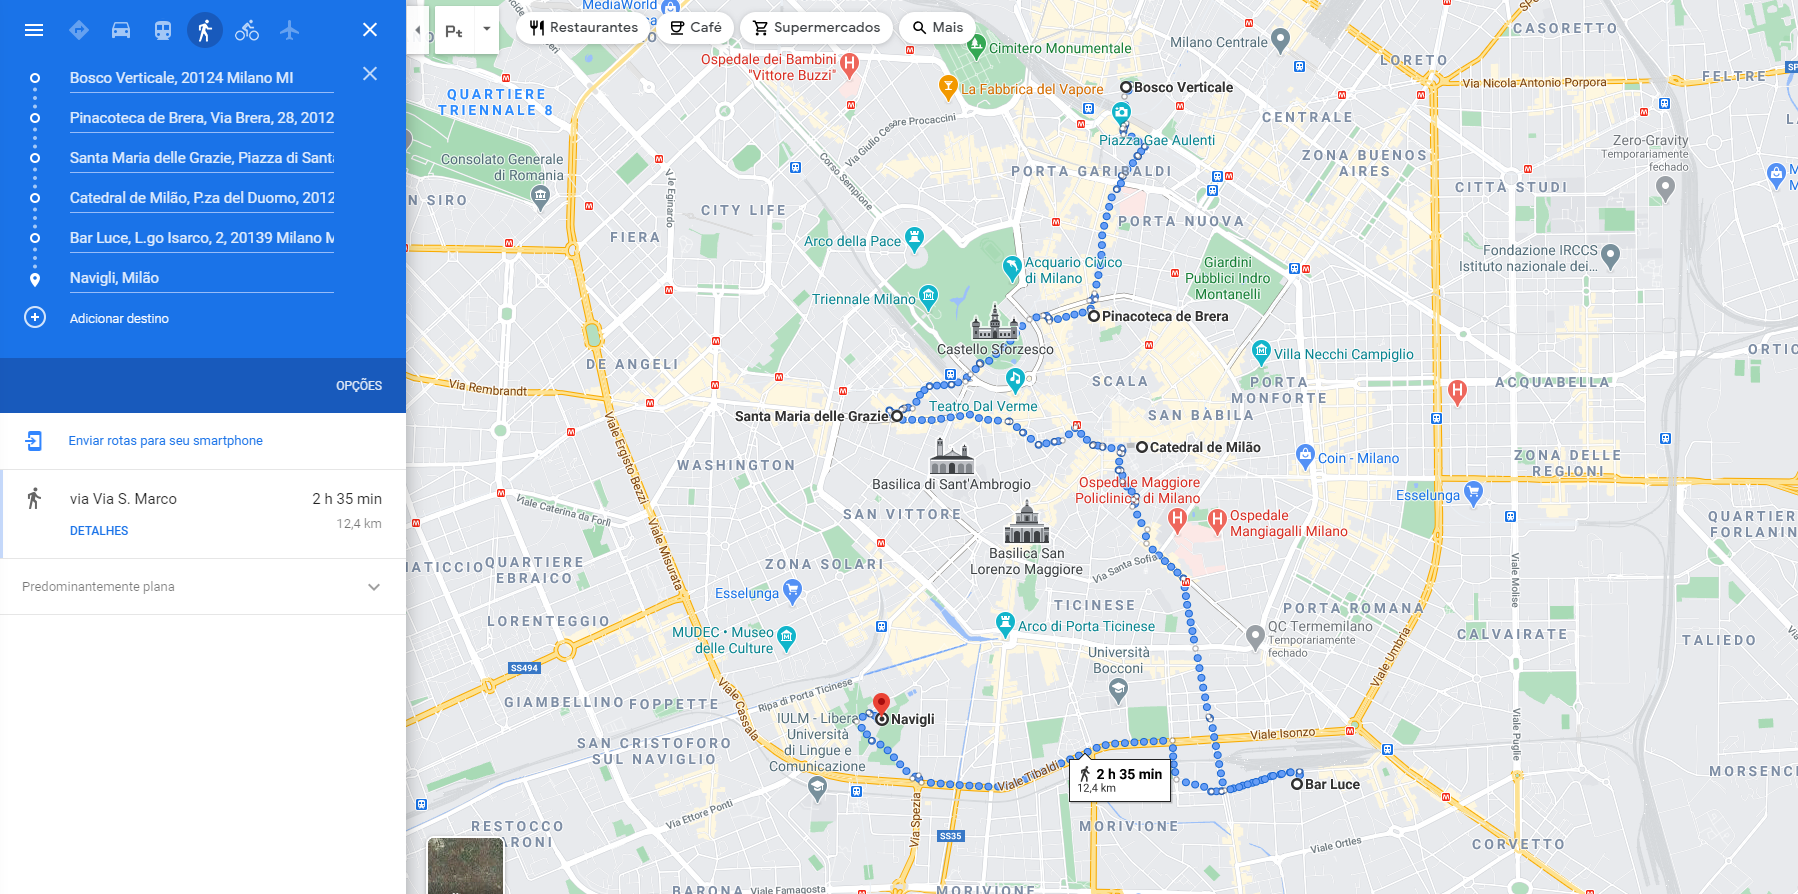 Bosco Verticale, 20124 Milano MI
Pinacoteca de Brera, Via Brera, 28, 2012
Santa Maria delle Grazie, Piazza di Santa
Catedral de Milão, P.za del Duomo, 2012
Bar Luce, L.go Isarco, 2, 20139 Milano M
Navigli, Milão
Adicionar destino
OPÇÕES
Enviar rotas para seu smartphone
via Via S. Marco
2 h 35 min
DETALHES
12,4 km
Predominantemente plana
Restaurantes
Café
Supermercados
Mais
MediaWorld
Cimitero Monumentale
Milano Centrale
CASORETTO
LORETO
FELTRE
Via Nicola Antonio Porpora
Ospedale dei Bambini
"Vittore Buzzi"
La Fabbrica del Vapore
Bosco Verticale
QUARTIERE
TRIENNALE 8
Via Giulio Cesare Procaccini
CENTRALE
Piazza Gae Aulenti
Zero-Gravity
Temporariamente
fechado
Consolato Generale
di Romania
Corso Sempione
PORTA GARIBALDI
ZONA BUENOS
AIRES
CITTÀ STUDI
N SIRO
V.le Eginardo
CITY LIFE
PORTA NUOVA
FIERA
Arco della Pace
Acquario Civico
di Milano
Giardini
Pubblici Indro
Montanelli
Fondazione IRCCS
Istituto nazionale dei...
Triennale Milano
Pinacoteca de Brera
Castello Sforzesco
Villa Necchi Campiglio
ORTIC
DE ANGELI
Via Rembrandt
SCALA
PORTA
MONFORTE
ACQUABELLA
Teatro Dal Verme
Santa Maria delle Grazie
SAN BÀBILA
Catedral de Milão
Coin - Milano
ZONA DELLE
REGIONI
WASHINGTON
Via Ergisto Bezzi
Basilica di Sant'Ambrogio
Ospedale Maggiore
Policlinico di Milano
Esselunga
Via Caterina da Forlì
SAN VITTORE
Ospedale
Mangiagalli Milano
QUARTIER
FORLANIN
Via Misurata
Basilica San
Lorenzo Maggiore
Via Santa Sofia
MATICCIO
QUARTIERE
EBRAICO
ZONA SOLARI
Viale Molise
Esselunga
TICINESE
PORTA ROMANA
LORENTEGGIO
Arco di Porta Ticinese
QC Termemilano
Temporariamente
fechado
CALVAIRATE
TALIEDO
MUDEC • Museo
delle Culture
Università
Bocconi
Viale Umbria
SS494
GIAMBELLINO
FOPPETTE
Viale Cassala
Ripa di Porta Ticinese
IULM - Libera
Università
di Lingue e
Comunicazione
Navigli
Viale Puglie
SAN CRISTOFORO
SUL NAVIGLIO
Viale Isonzo
Viale Tibaldi
2 h 35 min
12,4 km
Bar Luce
MORSENC
Via Ettore Ponti
Via Spezia
RESTOCCO
SS35
MORIVIONE
Viale Ortles
CORVETTO
BARONA
Viale Famagosta
MORIVIONE